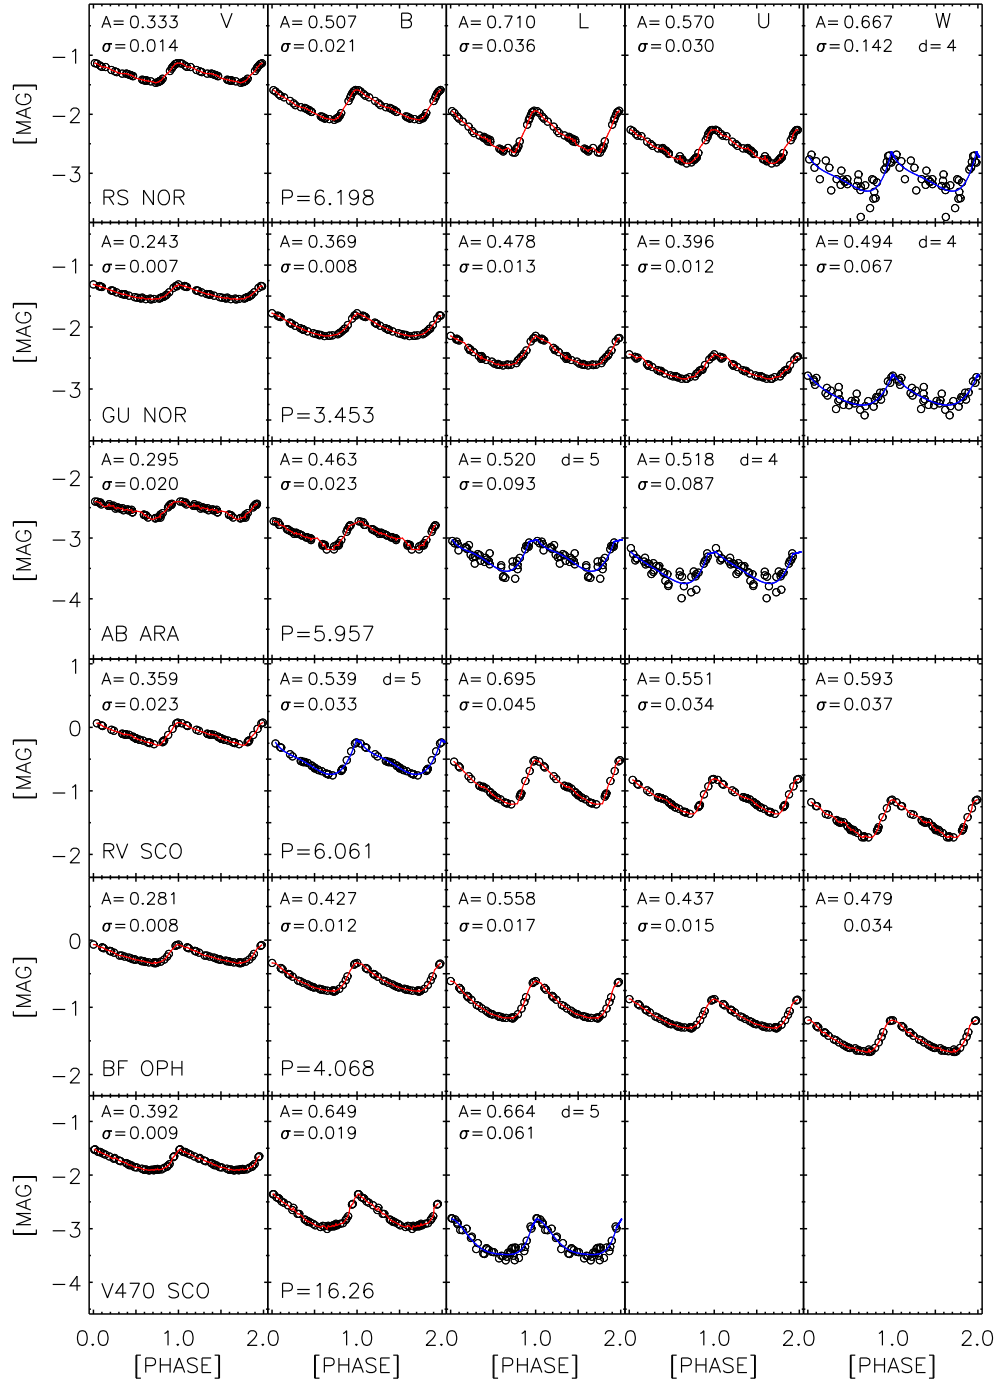 A=0.333 V A=0.507 B A=0.710 L A=0.570 U A=0.667 W
σ=0.014 σ=0.021 σ=0.036 σ=0.030 σ=0.142 d=4
[MAG]
−1
−2
−3
RS NOR P=6.198
A=0.243 A=0.369 A=0.478 A=0.396 A=0.494 d=4
σ=0.007 σ=0.008 σ=0.013 σ=0.012 σ=0.067
[MAG]
−1
−2
−3
GU NOR P=3.453
A=0.295 A=0.463 A=0.520 d=5 A=0.518 d=4
σ=0.020 σ=0.023 σ=0.093 σ=0.087
[MAG]
−2
−3
−4
AB ARA P=5.957
A=0.359 A=0.539 d=5 A=0.695 A=0.551 A=0.593
σ=0.023 σ=0.033 σ=0.045 σ=0.034 σ=0.037
[MAG]
1
0
−1
−2
RV SCO P=6.061
A=0.281 A=0.427 A=0.558 A=0.437 A=0.479
σ=0.008 σ=0.012 σ=0.017 σ=0.015 0.034
[MAG]
0
−1
−2
BF OPH P=4.068
A=0.392 A=0.649 A=0.664 d=5
σ=0.009 σ=0.019 σ=0.061
[MAG]
−1
−2
−3
−4
V470 SCO P=16.26
0.0 1.0 2.0 1.0 2.0 1.0 2.0 1.0 2.0 1.0 2.0
[PHASE] [PHASE] [PHASE] [PHASE] [PHASE]